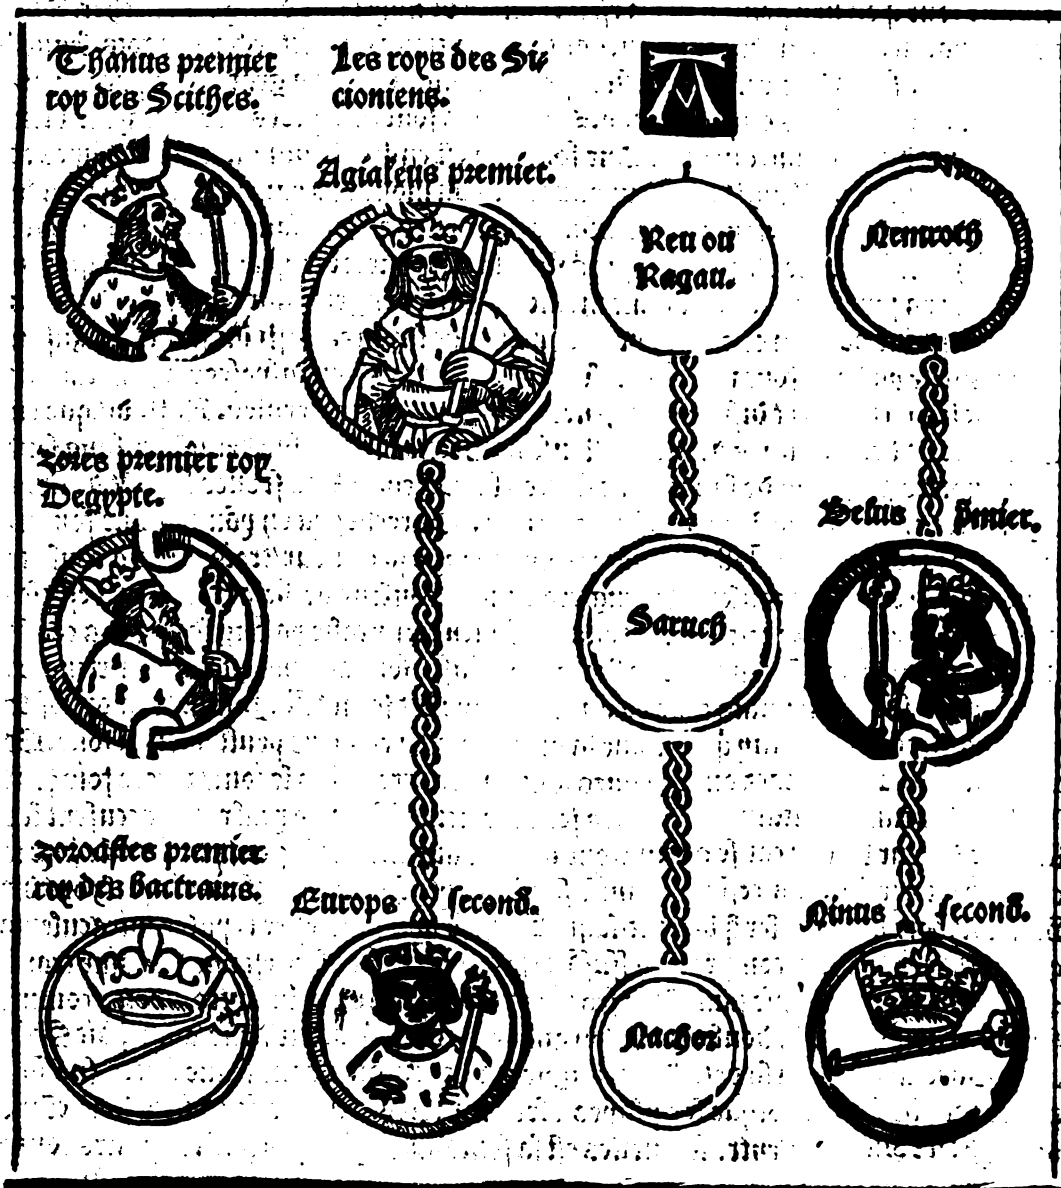 Thanus premier
roy des Scithes.
Les roys des Si⸗
cioniens.
Agialeus premier.
Reu ou
Ragau.
Nemroth
zoies premier roy
Degypte.
Belus p̄mier.
Saruch
zoroastes premier
roy des bactrains.
Europs second̄.
Ninus second̄.
Nachor